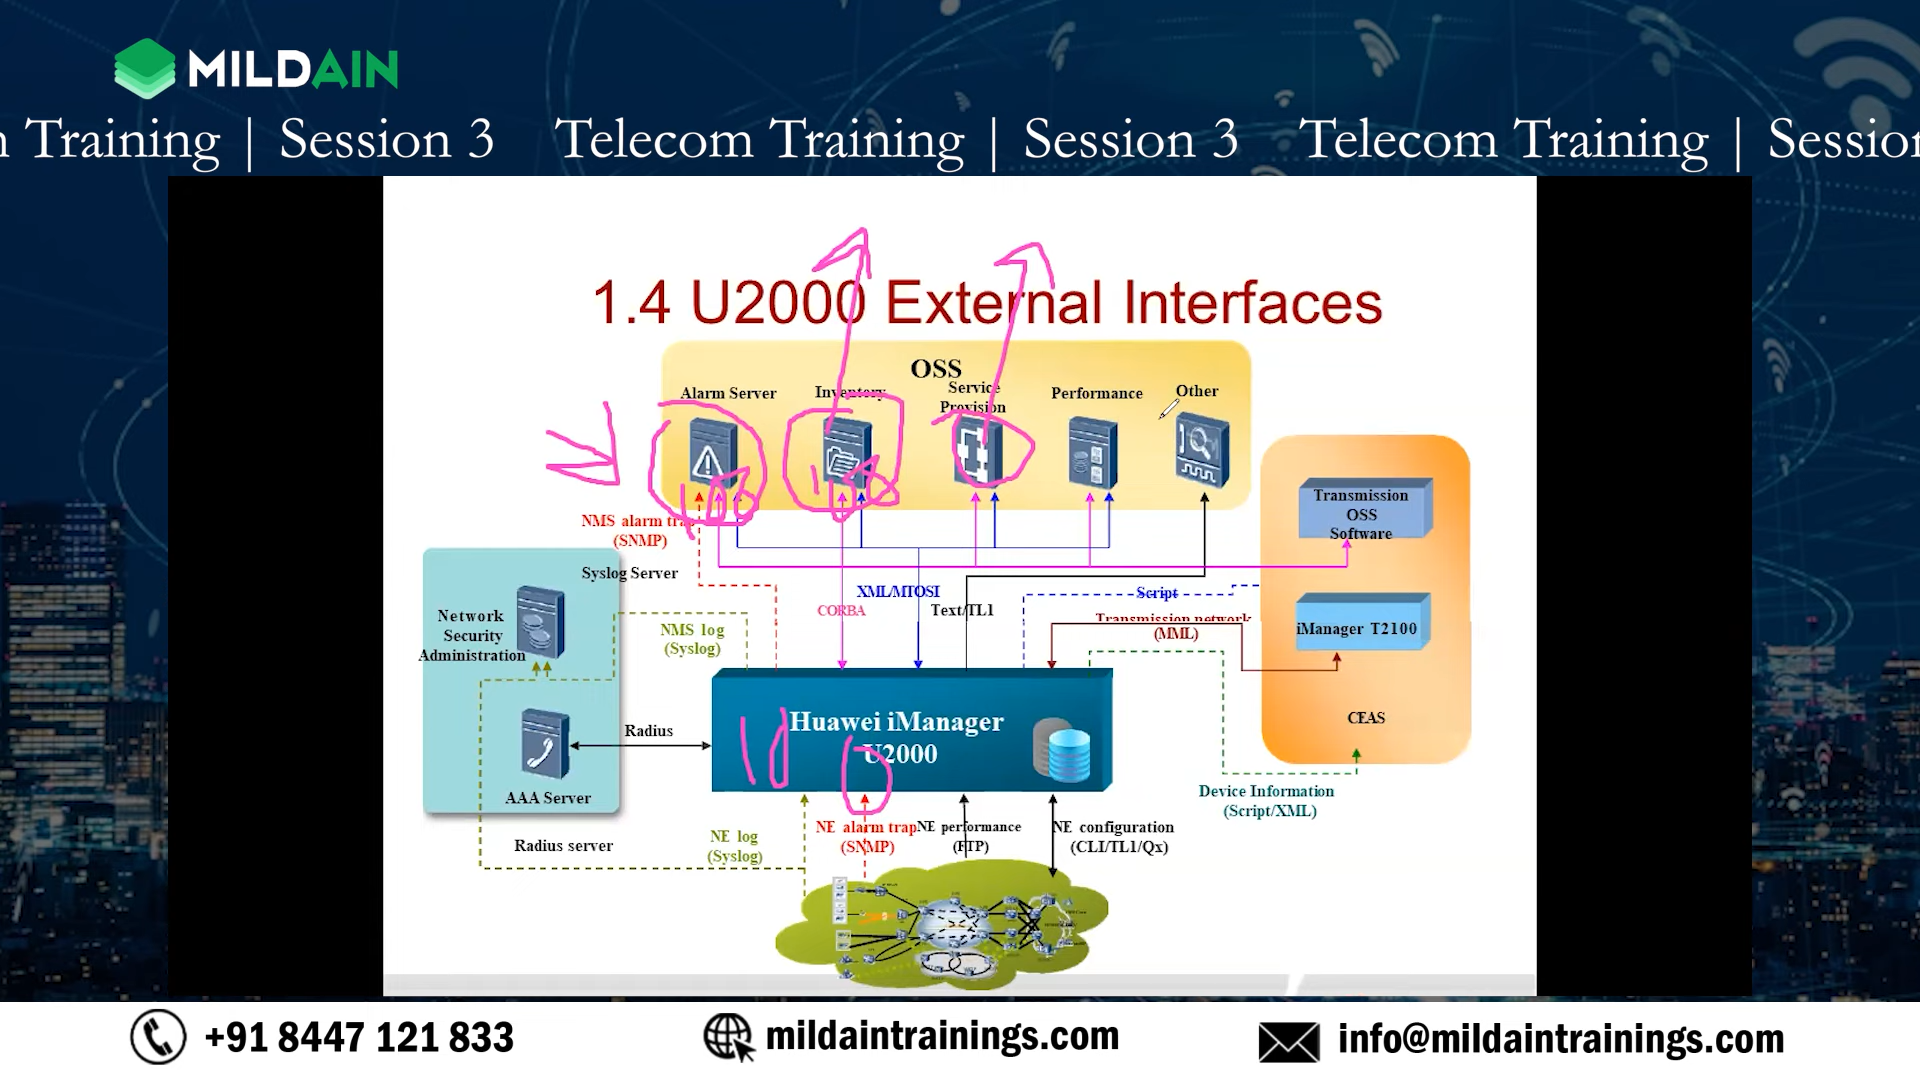 MILDAIN
Training | Session 3 Telecom Training | Session 3 Telecom Training |
1.4 U2000 External Interfaces
OSS
Alarm Server
Inventory
Service
Provision
Performance
Other
Transmission
OSS
Software
NMS alarm trap
(SNMP)
Syslog Server
XML/MTOSI
CORBA
Text/TL1
Script
Transmission network
(MML)
iManager T2100
Network
Security
Administration
NMS log
(Syslog)
CEAS
Radius
Huawei iManager
U2000
AAA Server
Device Information
(Script/XML)
Radius server
NE log
(Syslog)
NE alarm trap
(SNMP)
NE performance
(FTP)
NE configuration
(CLI/TL1/Qx)
+91 8447 121 833
mildaintrainings.com
info@mildaintrainings.com